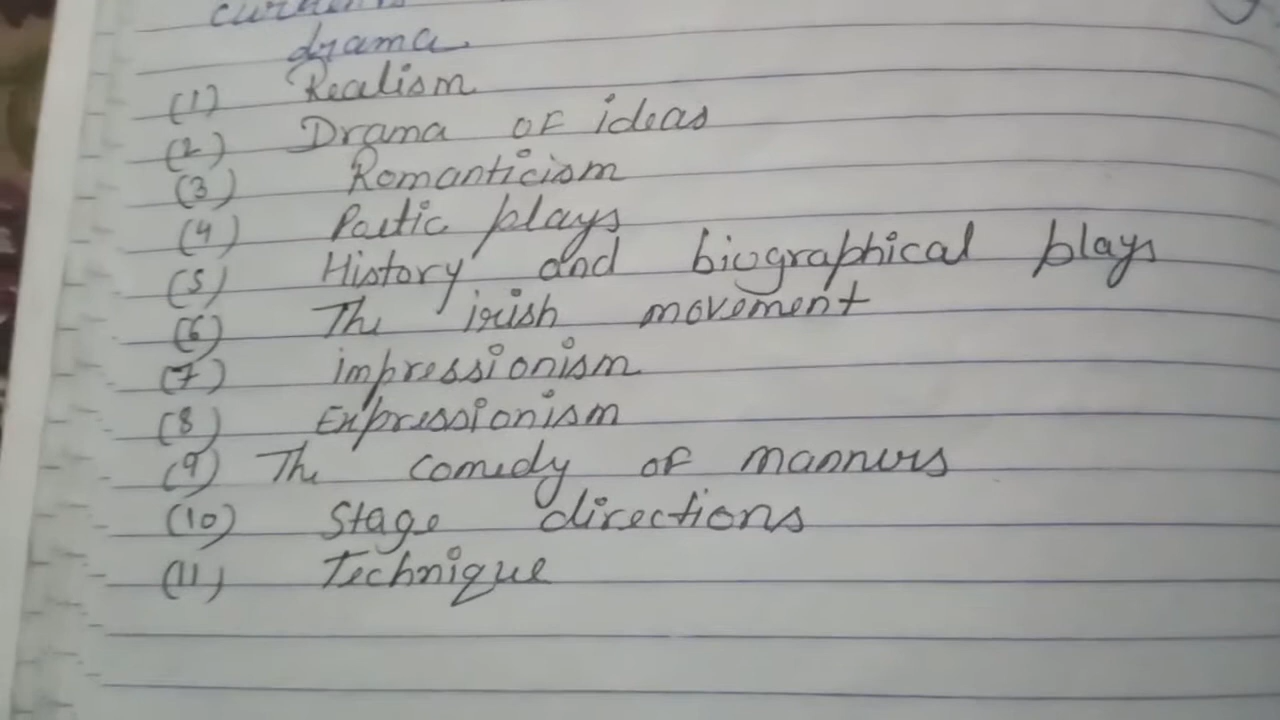 drama
(1) Realism
(2) Drama of ideas
(3) Romanticism
(4) Poetic plays
(5) History and biographical plays
(6) The irish movement
(7) impressionism
(8) Expressionism
(9) The comedy of manners
(10) Stage directions
(11) Technique